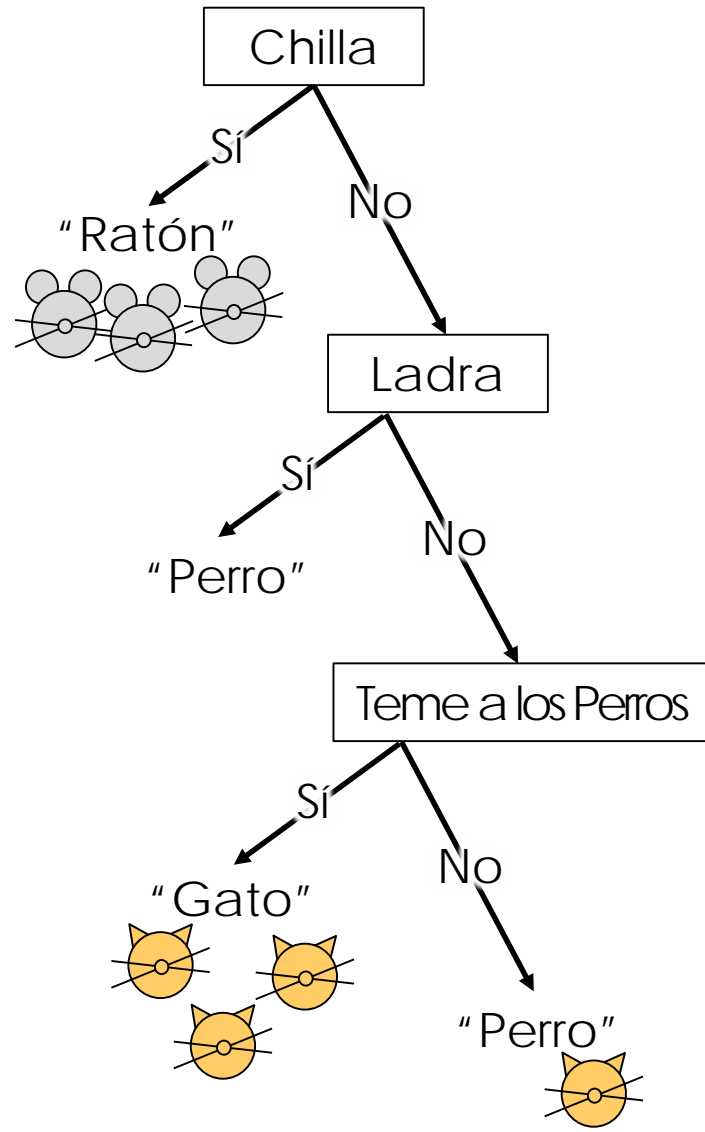 Chilla
Sí
No
"Ratón"
Ladra
Sí
No
"Perro"
Teme a los Perros
Sí
No
"Gato"
"Perro"